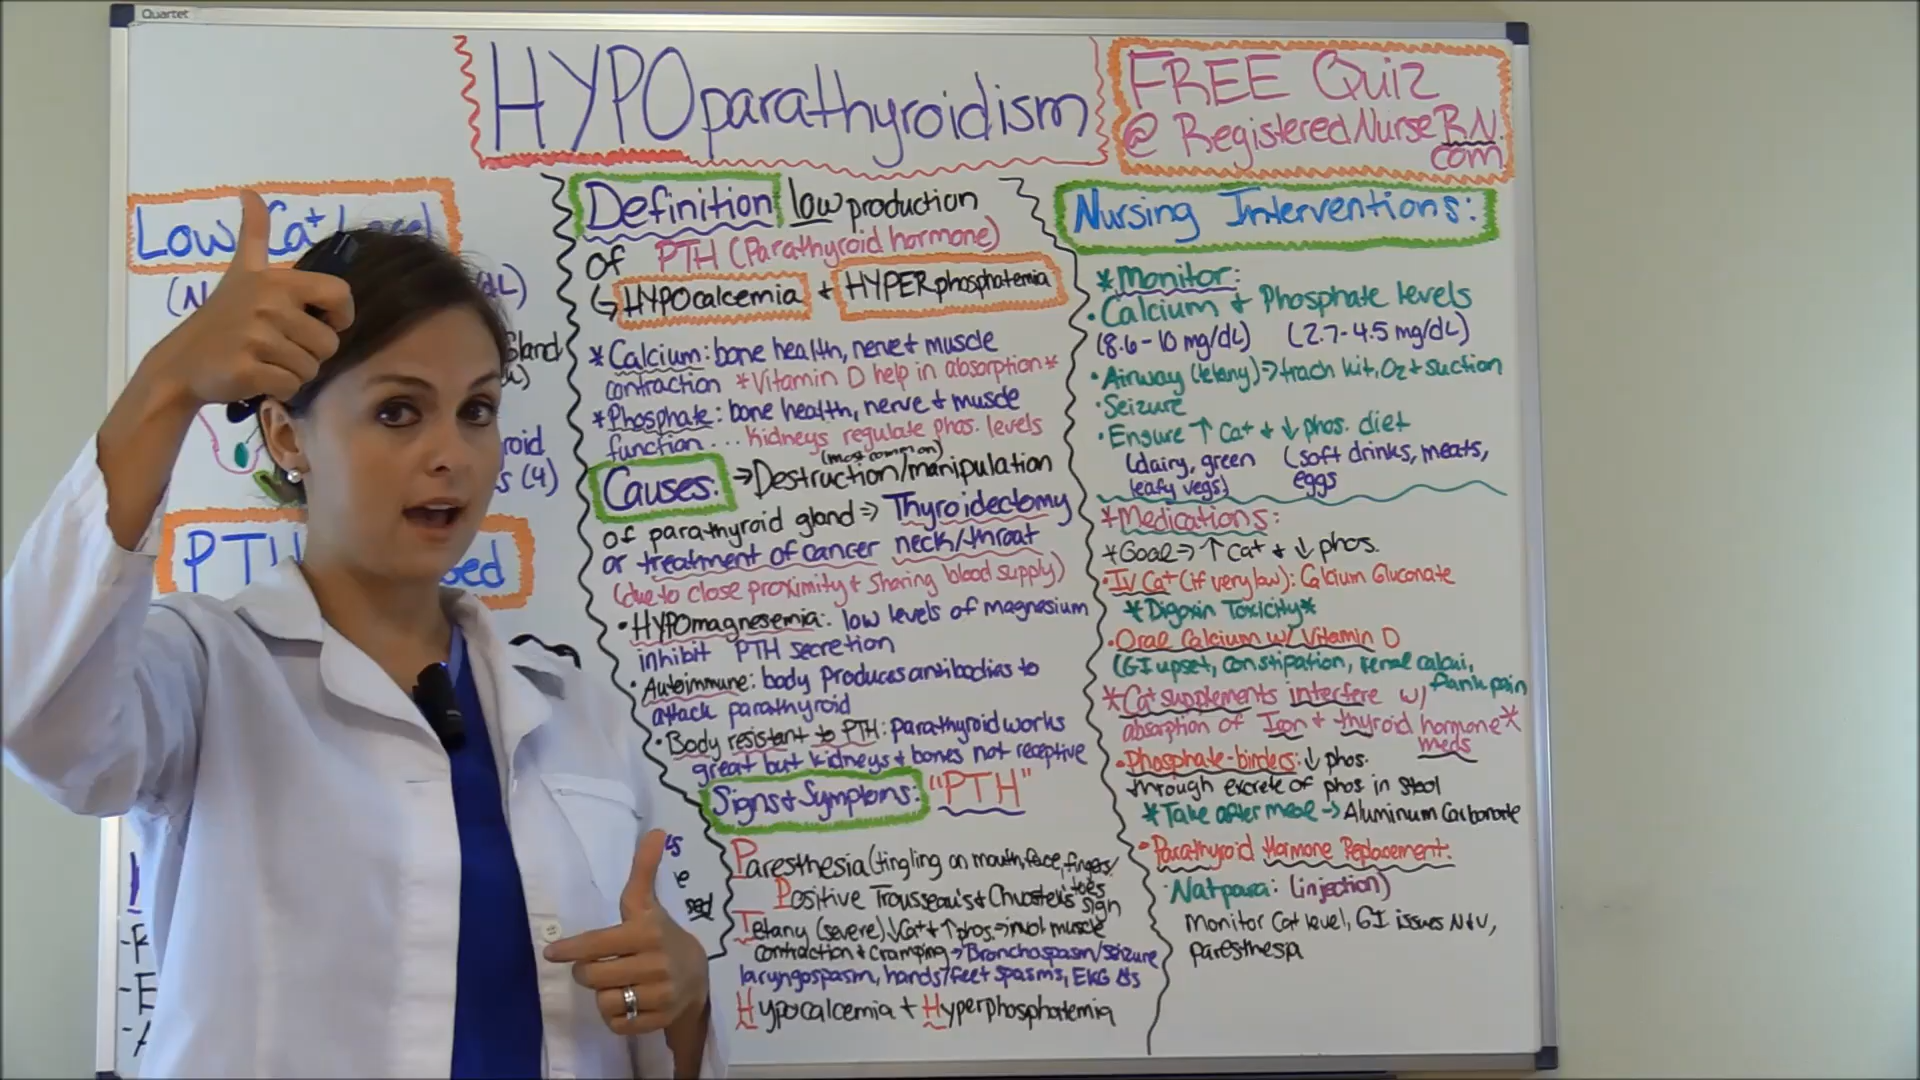 Quartet
HYPOparathyroidism
FREE Quiz
@ RegisteredNurseRN.
com
Low Ca+ Level
(N dL)
Gland
roid
s (4)
PTH sed
Definition low production
of PTH (Parathyroid hormone)
↳ HYPOcalcemia + HYPERphosphatemia
*Calcium: bone health, nerve + muscle
contraction *Vitamin D help in absorption*
*Phosphate: bone health, nerve + muscle
function.... Kidneys regulate phos. levels
(most common)
Causes: → Destruction/manipulation
of parathyroid gland => Thyroidectomy
or treatment of cancer neck/throat
(due to close proximity + sharing blood supply)
• HYPOmagnesemia: low levels of magnesium
inhibit PTH secretion
• Autoimmune: body produces antibodies to
attack parathyroid
• Body resistant to PTH: parathyroid works
great but kidneys + bones not receptive
Signs + Symptoms: "PTH"
Paresthesia (tingling on mouth, face, fingers/
toes
Positive Trousseau's + Chvostek's sign
Tetany (severe) ↓Ca+ + ↑phos. → invol muscle
contraction + cramping → Bronchospasm/seizure
laryngospasm, hands/feet spasms, EKG
Hypocalcemia + Hyperphosphatemia
Nursing Interventions:
*Monitor:
• Calcium + Phosphate levels
(8.6-10 mg/dL) (2.7-4.5 mg/dL)
• Airway (tetany) → trach kit, O2 + suction
• Seizure
• Ensure ↑ Ca+ + ↓ phos. diet
(dairy, green (soft drinks, meats,
leafy vegs) eggs
*Medications:
*Goal → ↑ Ca+ + ↓ phos.
• IV Ca+ (if very low): Calcium Gluconate
*Digoxin Toxicity*
• Oral Calcium w/ Vitamin D
(GI upset, constipation, renal calcui,
flank pain
*Ca+ supplements interfere w/
absorption of Iron + thyroid hormone*
meds
• Phosphate-binders: ↓ phos.
through excrete of phos in stool
*Take after meal → Aluminum Carbonate
• Parathyroid Hormone Replacement:
Natpara: (injection)
monitor Ca+ level, GI issues N+V,
paresthesia